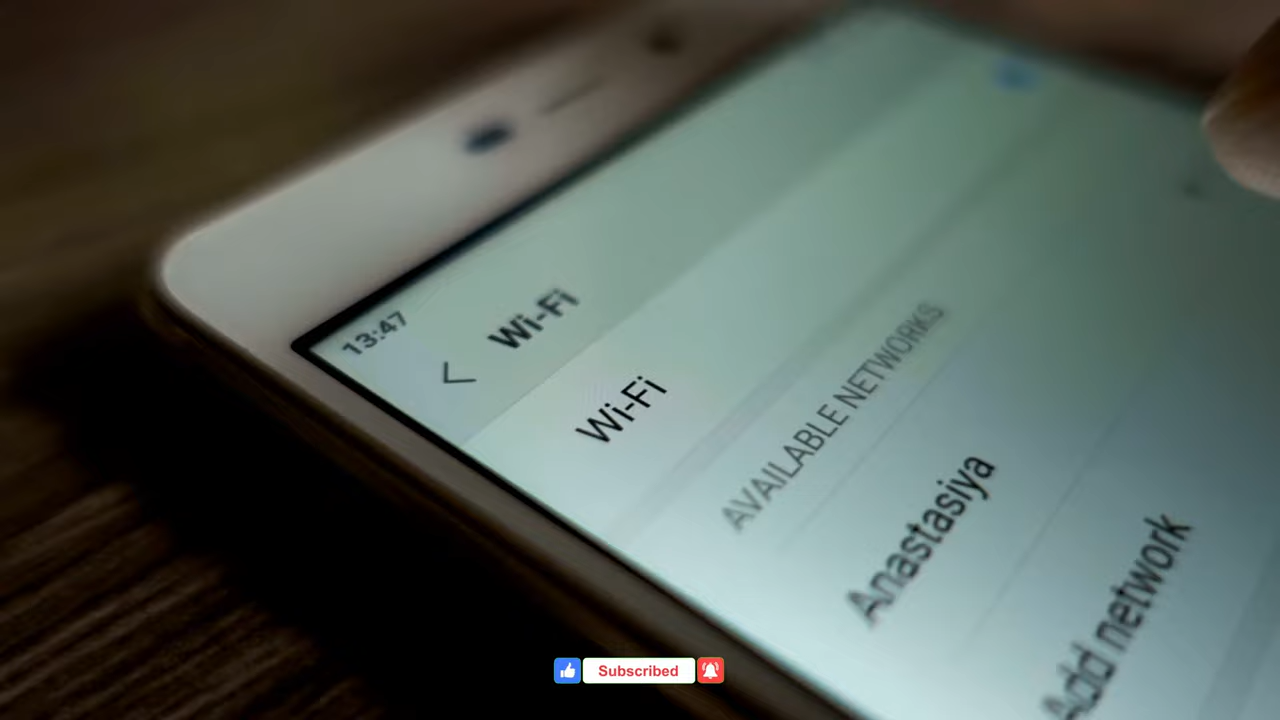 13:47
Wi-Fi
Wi-Fi
AVAILABLE NETWORKS
Anastasiya
Add network
Subscribed